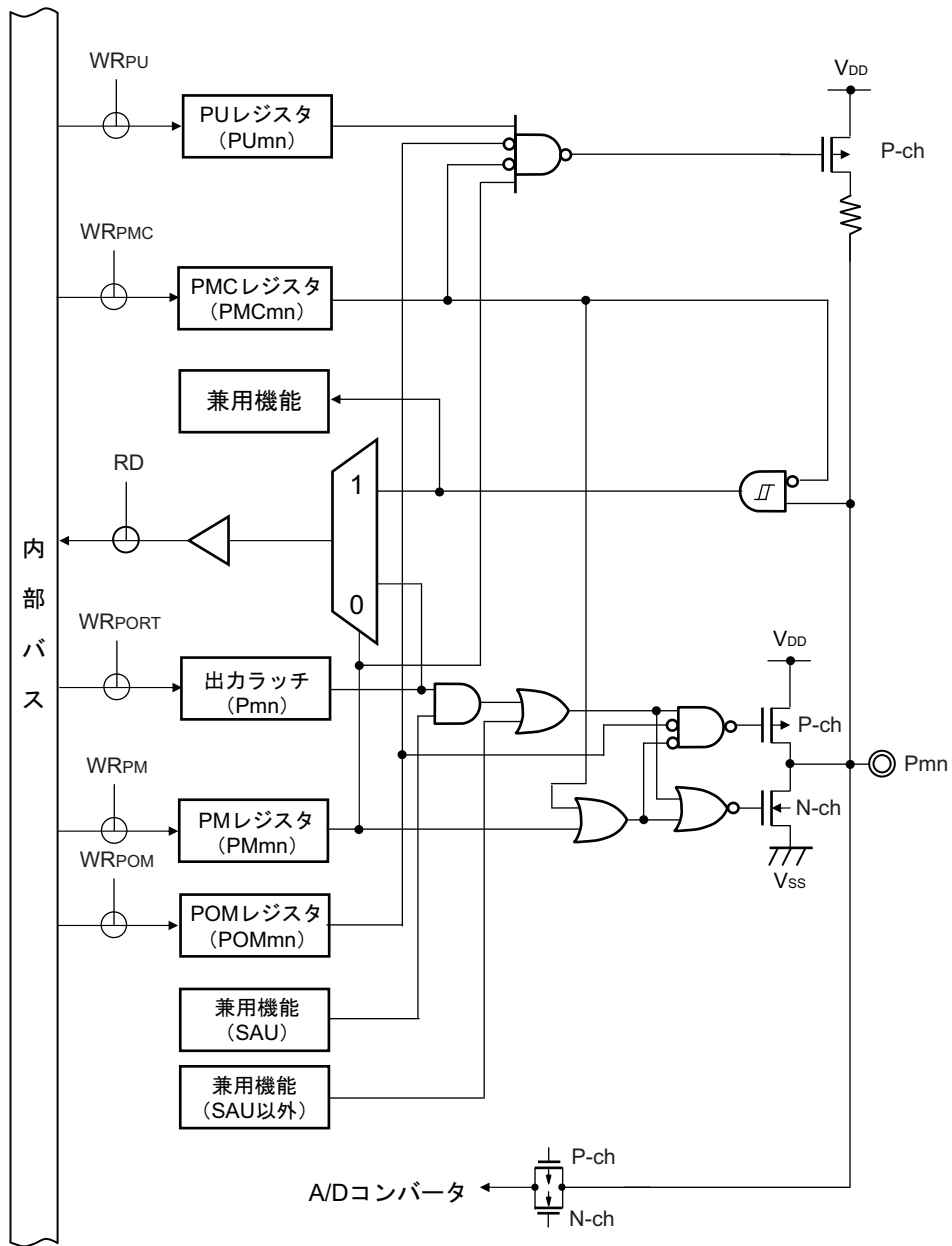 WRPU
PUレジスタ
(PUmn)
VDD
P-ch
WRPMC
PMCレジスタ
(PMCmn)
兼用機能
RD
1
0
内部バス
WRPORT
出力ラッチ
(Pmn)
VDD
P-ch
Pmn
N-ch
VSS
WRPM
PMレジスタ
(PMmn)
WRPOM
POMレジスタ
(POMmn)
兼用機能
(SAU)
兼用機能
(SAU以外)
P-ch
A/Dコンバータ
N-ch